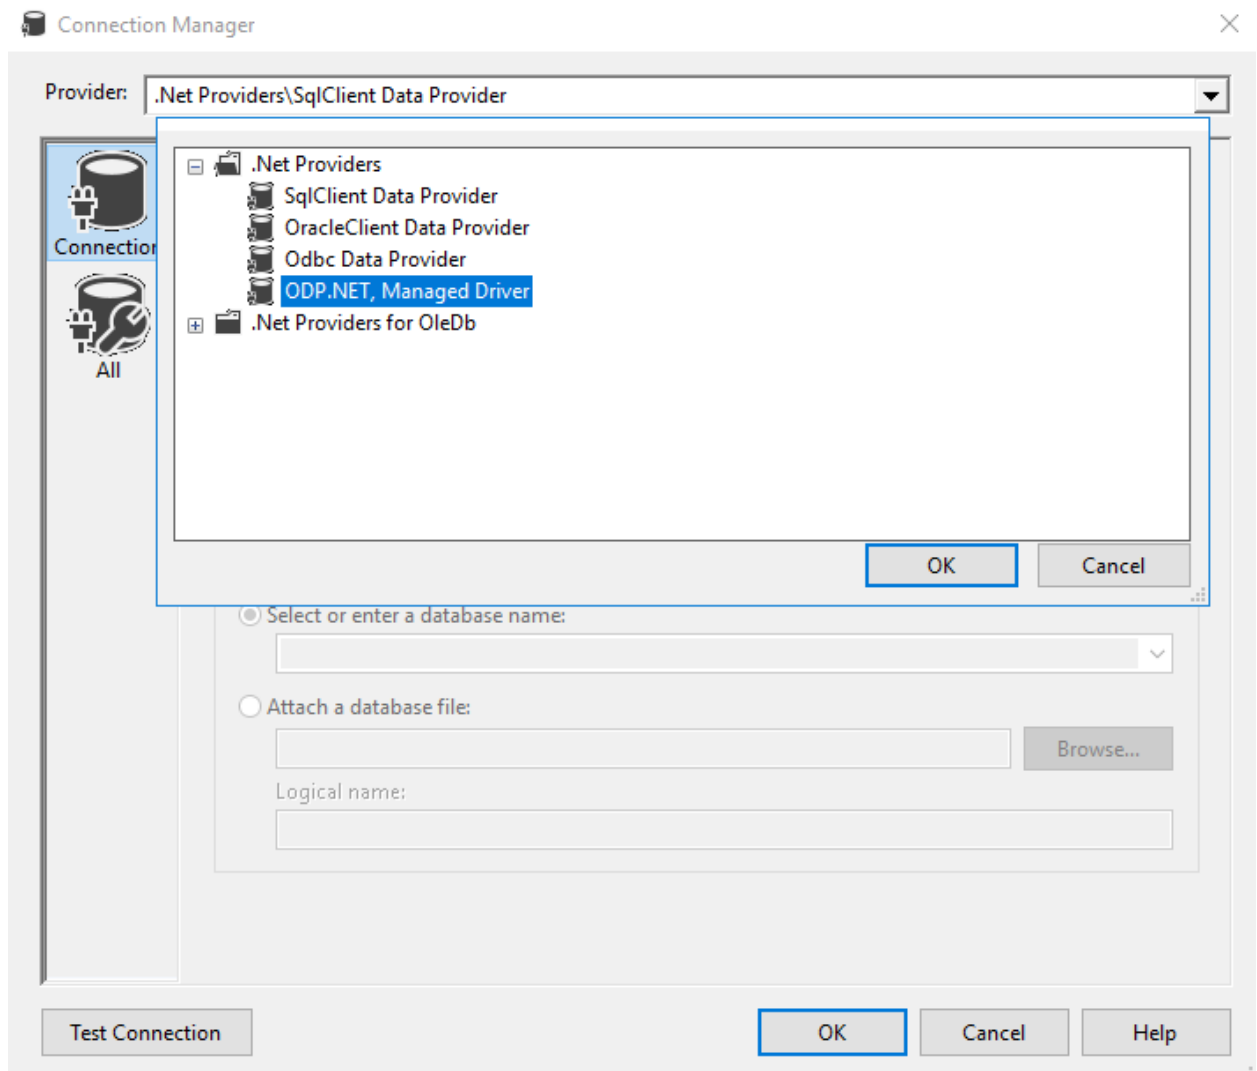 Connection Manager
Provider: .Net Providers\SqlClient Data Provider
.Net Providers
SqlClient Data Provider
OracleClient Data Provider
Odbc Data Provider
ODP.NET, Managed Driver
.Net Providers for OleDb
Connection
All
OK Cancel
Select or enter a database name:
Attach a database file:
Browse...
Logical name:
Test Connection OK Cancel Help